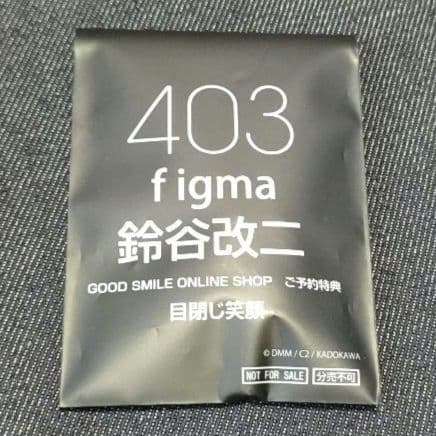 403
figma
鈴谷改二
GOOD SMILE ONLINE SHOP ご予約特典
目閉じ笑顔
© DMM / C2 / KADOKAWA
NOT FOR SALE 分売不可